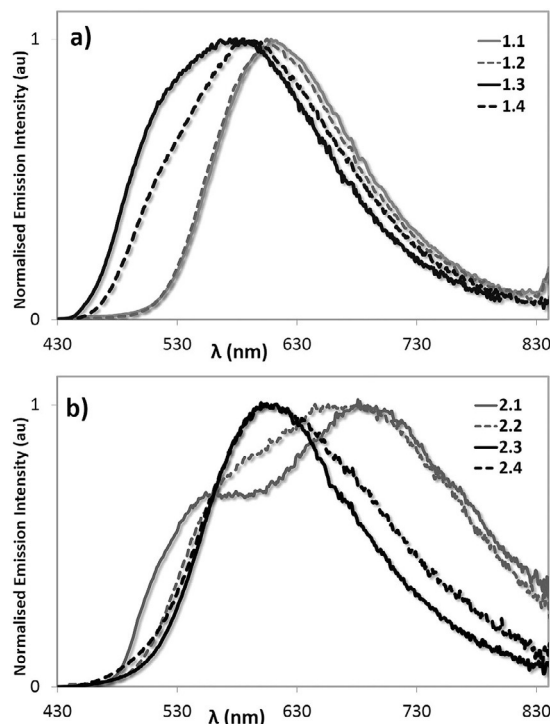 a)
1.1
1.2
1.3
1.4
Normalised Emission Intensity (au)
1
0
430 530 630 730 830
λ (nm)
b)
2.1
2.2
2.3
2.4
Normalised Emission Intensity (au)
1
0
430 530 630 730 830
λ (nm)